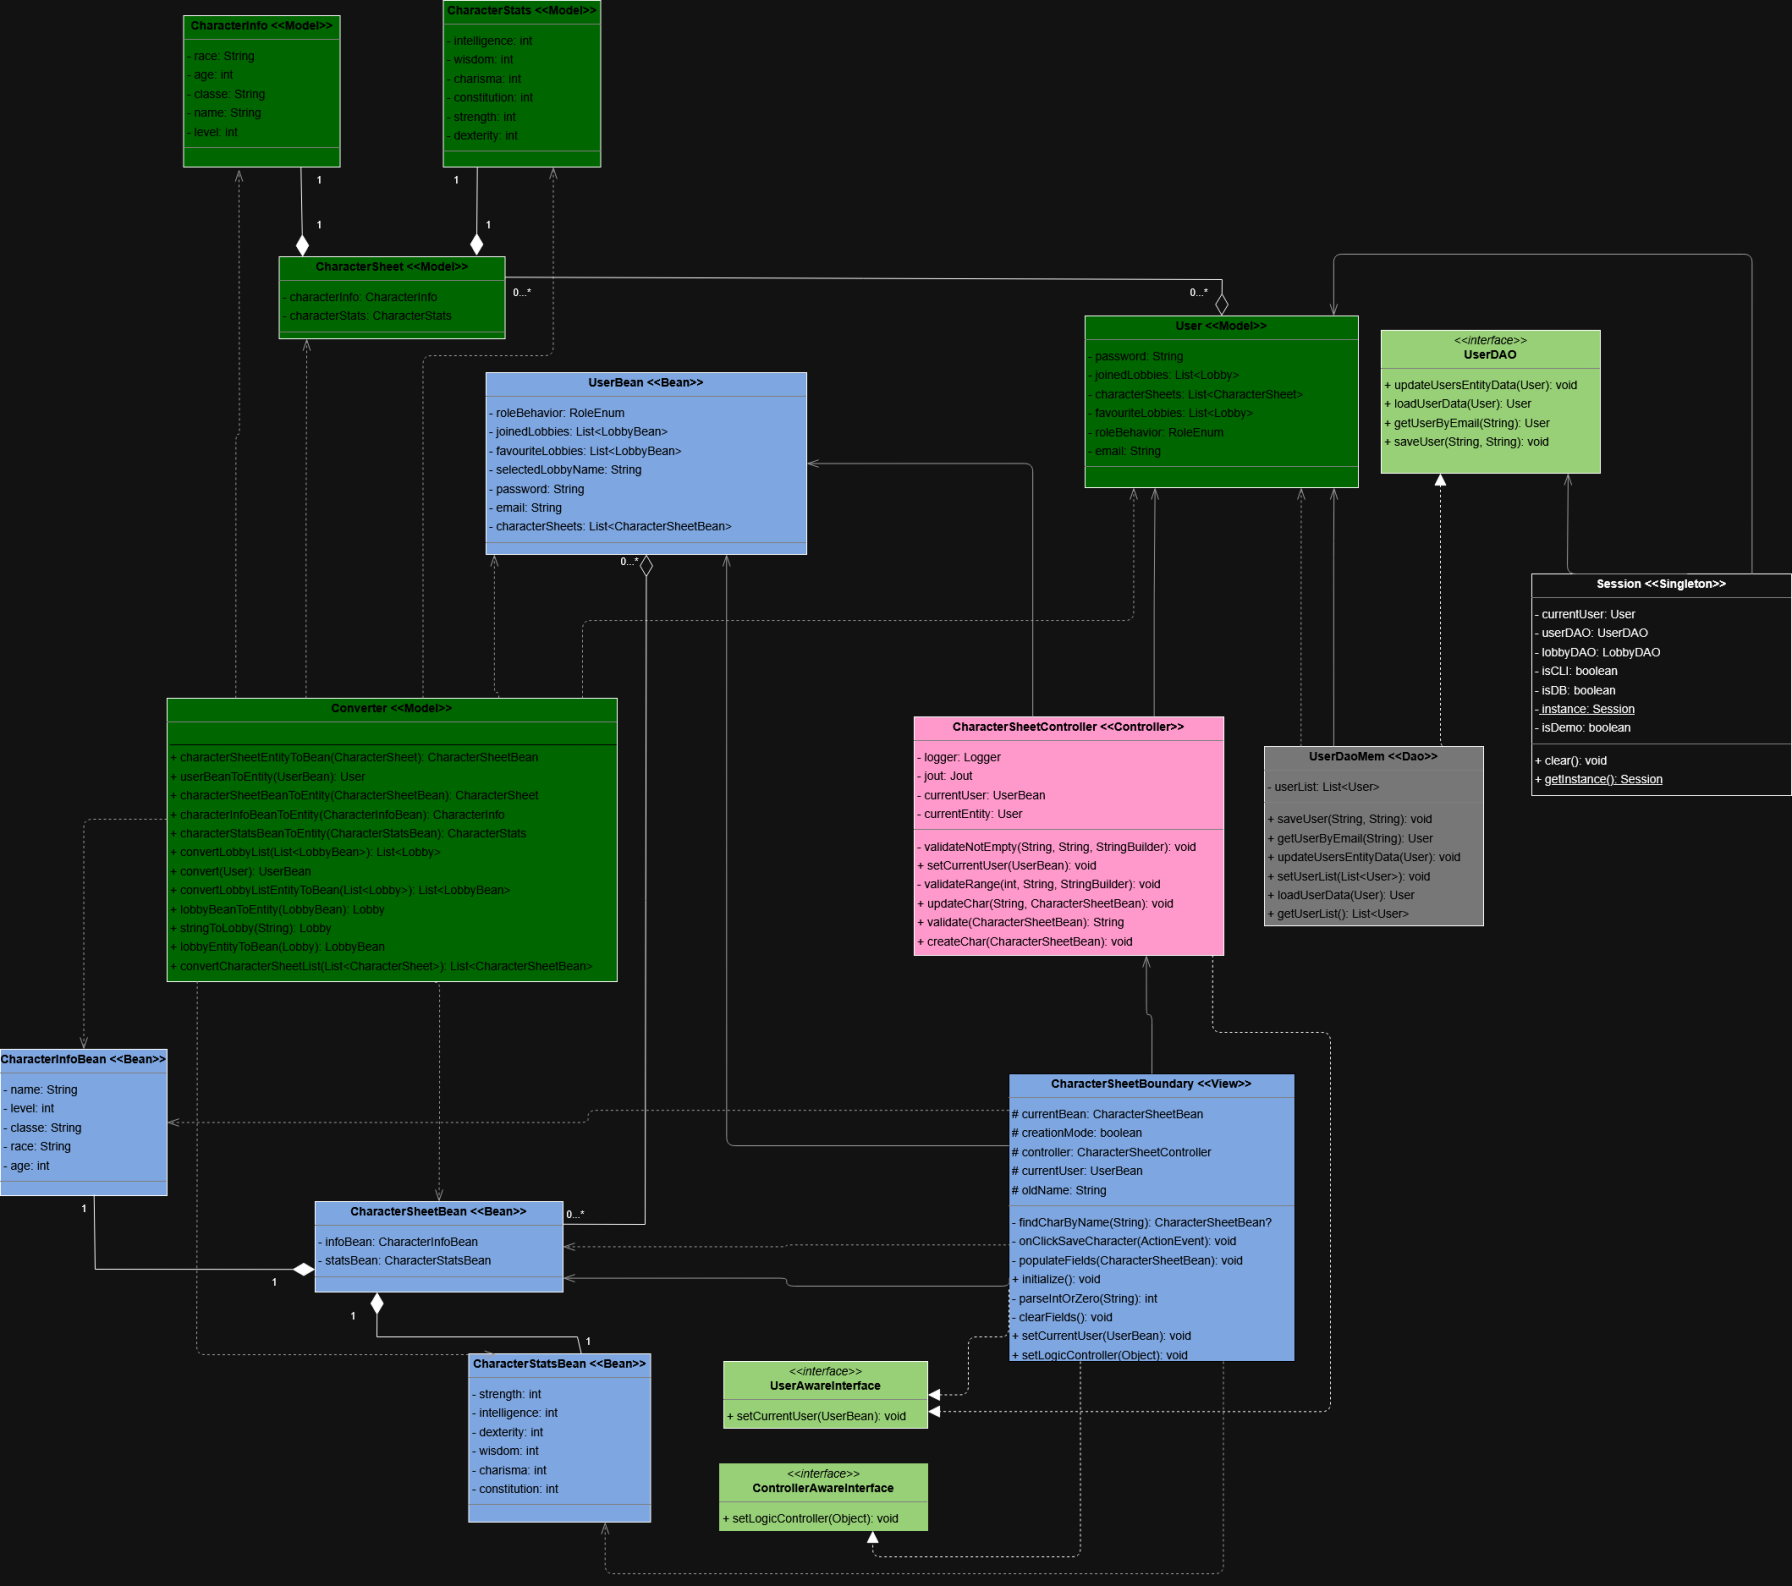 CharacterInfo <<Model>>
- race: String
- age: int
- classe: String
- name: String
- level: int
CharacterStats <<Model>>
- intelligence: int
- wisdom: int
- charisma: int
- constitution: int
- strength: int
- dexterity: int
1
1
1
1
CharacterSheet <<Model>>
- characterInfo: CharacterInfo
- characterStats: CharacterStats
0...*
0...*
User <<Model>>
- password: String
- joinedLobbies: List<Lobby>
- characterSheets: List<CharacterSheet>
- favouriteLobbies: List<Lobby>
- roleBehavior: RoleEnum
- email: String
<<interface>>
UserDAO
+ updateUsersEntityData(User): void
+ loadUserData(User): User
+ getUserByEmail(String): User
+ saveUser(String, String): void
UserBean <<Bean>>
- roleBehavior: RoleEnum
- joinedLobbies: List<LobbyBean>
- favouriteLobbies: List<LobbyBean>
- selectedLobbyName: String
- password: String
- email: String
- characterSheets: List<CharacterSheetBean>
0...*
Session <<Singleton>>
- currentUser: User
- userDAO: UserDAO
- lobbyDAO: LobbyDAO
- isCLI: boolean
- isDB: boolean
- instance: Session
- isDemo: boolean
+ clear(): void
+ getInstance(): Session
Converter <<Model>>
+ characterSheetEntityToBean(CharacterSheet): CharacterSheetBean
+ userBeanToEntity(UserBean): User
+ characterSheetBeanToEntity(CharacterSheetBean): CharacterSheet
+ characterInfoBeanToEntity(CharacterInfoBean): CharacterInfo
+ characterStatsBeanToEntity(CharacterStatsBean): CharacterStats
+ convertLobbyList(List<LobbyBean>): List<Lobby>
+ convert(User): UserBean
+ convertLobbyListEntityToBean(List<Lobby>): List<LobbyBean>
+ lobbyBeanToEntity(LobbyBean): Lobby
+ stringToLobby(String): Lobby
+ lobbyEntityToBean(Lobby): LobbyBean
+ convertCharacterSheetList(List<CharacterSheet>): List<CharacterSheetBean>
CharacterSheetController <<Controller>>
- logger: Logger
- jout: Jout
- currentUser: UserBean
- currentEntity: User
- validateNotEmpty(String, String, StringBuilder): void
+ setCurrentUser(UserBean): void
- validateRange(int, String, StringBuilder): void
+ updateChar(String, CharacterSheetBean): void
+ validate(CharacterSheetBean): String
+ createChar(CharacterSheetBean): void
UserDaoMem <<Dao>>
- userList: List<User>
+ saveUser(String, String): void
+ getUserByEmail(String): User
+ updateUsersEntityData(User): void
+ setUserList(List<User>): void
+ loadUserData(User): User
+ getUserList(): List<User>
CharacterInfoBean <<Bean>>
- name: String
- level: int
- classe: String
- race: String
- age: int
1
1
CharacterSheetBean <<Bean>>
- infoBean: CharacterInfoBean
- statsBean: CharacterStatsBean
0...*
1
1
CharacterStatsBean <<Bean>>
- strength: int
- intelligence: int
- dexterity: int
- wisdom: int
- charisma: int
- constitution: int
CharacterSheetBoundary <<View>>
# currentBean: CharacterSheetBean
# creationMode: boolean
# controller: CharacterSheetController
# currentUser: UserBean
# oldName: String
- findCharByName(String): CharacterSheetBean?
- onClickSaveCharacter(ActionEvent): void
- populateFields(CharacterSheetBean): void
+ initialize(): void
- parseIntOrZero(String): int
- clearFields(): void
+ setCurrentUser(UserBean): void
+ setLogicController(Object): void
<<interface>>
UserAwareInterface
+ setCurrentUser(UserBean): void
<<interface>>
ControllerAwareInterface
+ setLogicController(Object): void